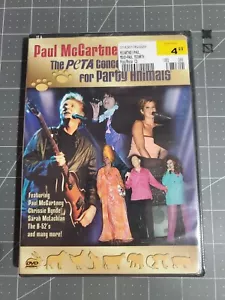 Paul McCartne
The PETA Conce
for Party Animals
4
Featuring
Paul McCartney
Chrissie Hynde
Sarah McLachlan
The B-52's
and many more!
DVD